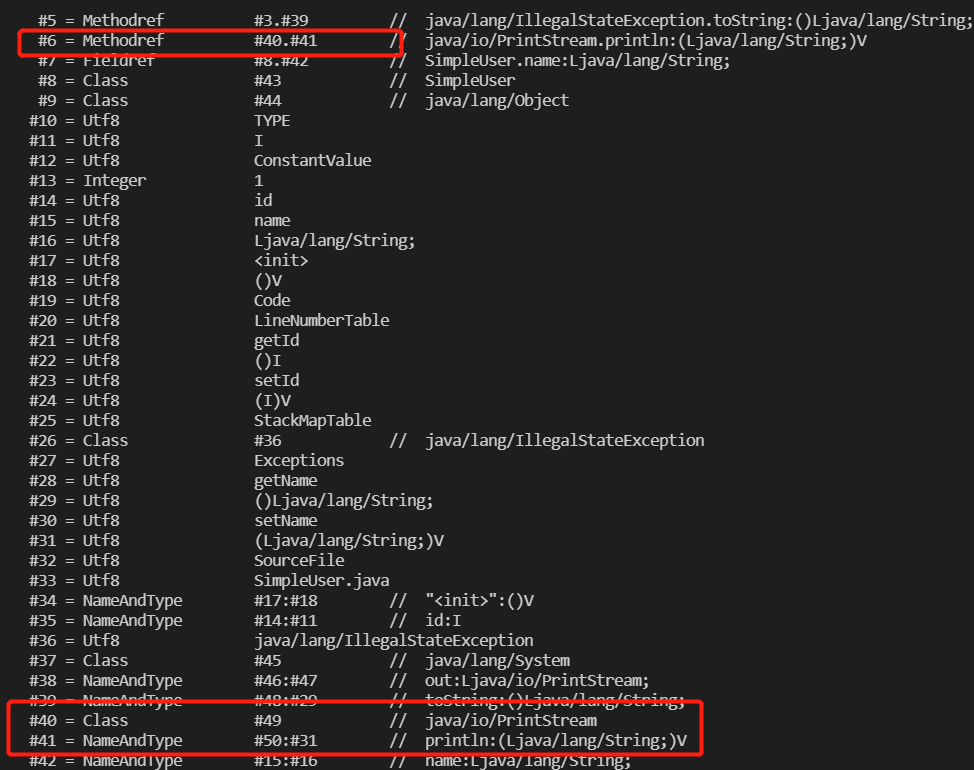 #5 = Methodref #3.#39 // java/lang/IllegalStateException.toString:()Ljava/lang/String;
#6 = Methodref #40.#41 // java/io/PrintStream.println:(Ljava/lang/String;)V
#7 = Fieldref #8.#42 // SimpleUser.name:Ljava/lang/String;
#8 = Class #43 // SimpleUser
#9 = Class #44 // java/lang/Object
#10 = Utf8 TYPE
#11 = Utf8 I
#12 = Utf8 ConstantValue
#13 = Integer 1
#14 = Utf8 id
#15 = Utf8 name
#16 = Utf8 Ljava/lang/String;
#17 = Utf8 <init>
#18 = Utf8 ()V
#19 = Utf8 Code
#20 = Utf8 LineNumberTable
#21 = Utf8 getId
#22 = Utf8 ()I
#23 = Utf8 setId
#24 = Utf8 (I)V
#25 = Utf8 StackMapTable
#26 = Class #36 // java/lang/IllegalStateException
#27 = Utf8 Exceptions
#28 = Utf8 getName
#29 = Utf8 ()Ljava/lang/String;
#30 = Utf8 setName
#31 = Utf8 (Ljava/lang/String;)V
#32 = Utf8 SourceFile
#33 = Utf8 SimpleUser.java
#34 = NameAndType #17:#18 // "<init>":()V
#35 = NameAndType #14:#11 // id:I
#36 = Utf8 java/lang/IllegalStateException
#37 = Class #45 // java/lang/System
#38 = NameAndType #46:#47 // out:Ljava/io/PrintStream;
#39 = NameAndType #48:#29 // toString:()Ljava/lang/String;
#40 = Class #49 // java/io/PrintStream
#41 = NameAndType #50:#31 // println:(Ljava/lang/String;)V
#42 = NameAndType #15:#16 // name:Ljava/lang/String;